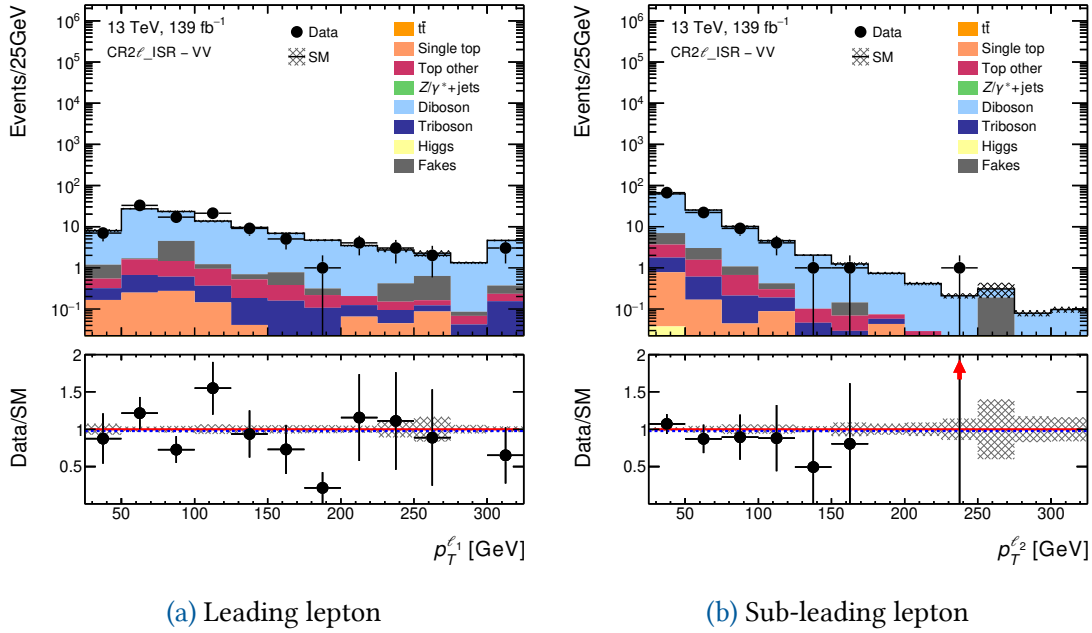 Events/25GeV
10⁶
10⁵
10⁴
10³
10²
10
1
10⁻¹
13 TeV, 139 fb⁻¹
CR2ℓ_ISR – VV
Data
SM
tt̄
Single top
Top other
Z/γ*+jets
Diboson
Triboson
Higgs
Fakes
Data/SM
2
1.5
1
0.5
50 100 150 200 250 300
p_T^ℓ₁ [GeV]
(a) Leading lepton
Events/25GeV
10⁶
10⁵
10⁴
10³
10²
10
1
10⁻¹
13 TeV, 139 fb⁻¹
CR2ℓ_ISR – VV
Data
SM
tt̄
Single top
Top other
Z/γ*+jets
Diboson
Triboson
Higgs
Fakes
Data/SM
2
1.5
1
0.5
50 100 150 200 250 300
p_T^ℓ₂ [GeV]
(b) Sub-leading lepton